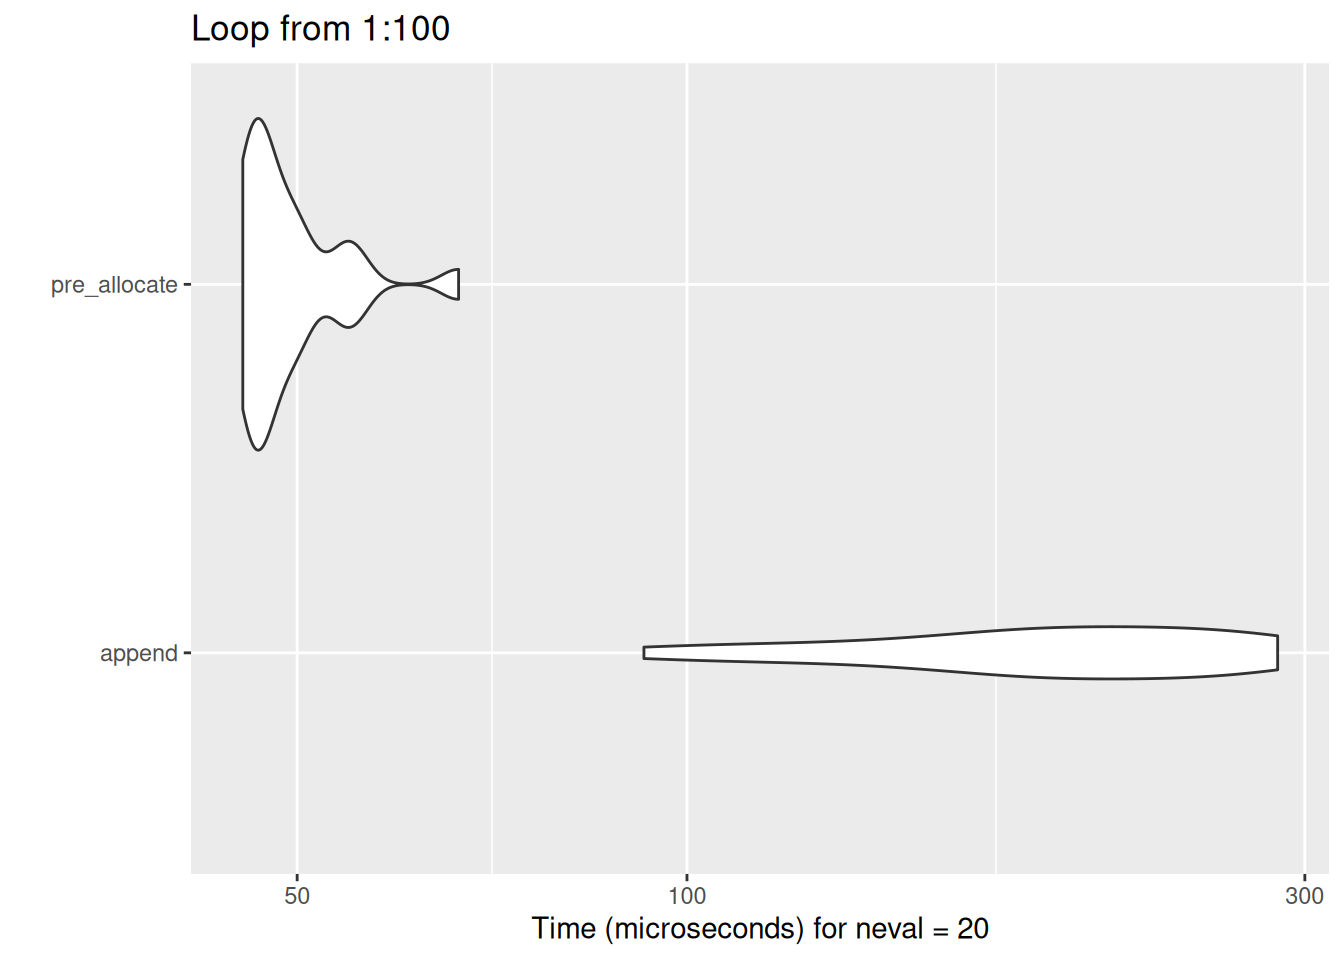 Loop from 1:100
pre_allocate
append
50 100 300
Time (microseconds) for neval = 20